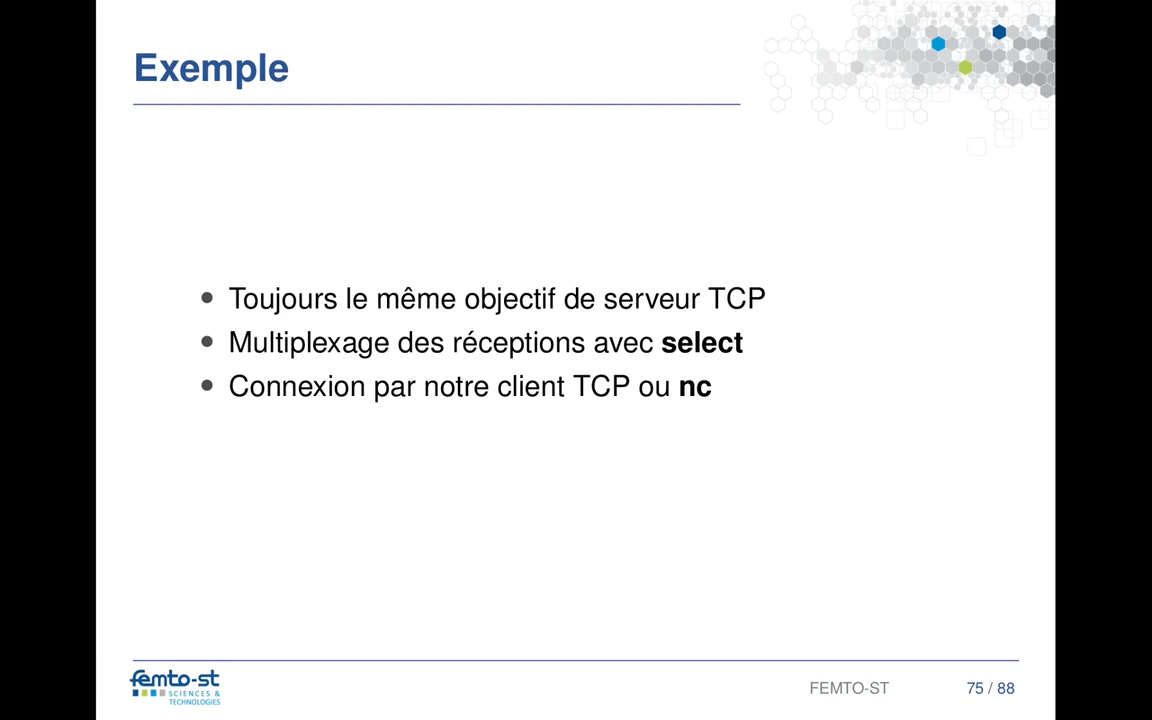 Exemple
Toujours le même objectif de serveur TCP
Multiplexage des réceptions avec select
Connexion par notre client TCP ou nc
femto-st
SCIENCES &
TECHNOLOGIES
FEMTO-ST
75 / 88